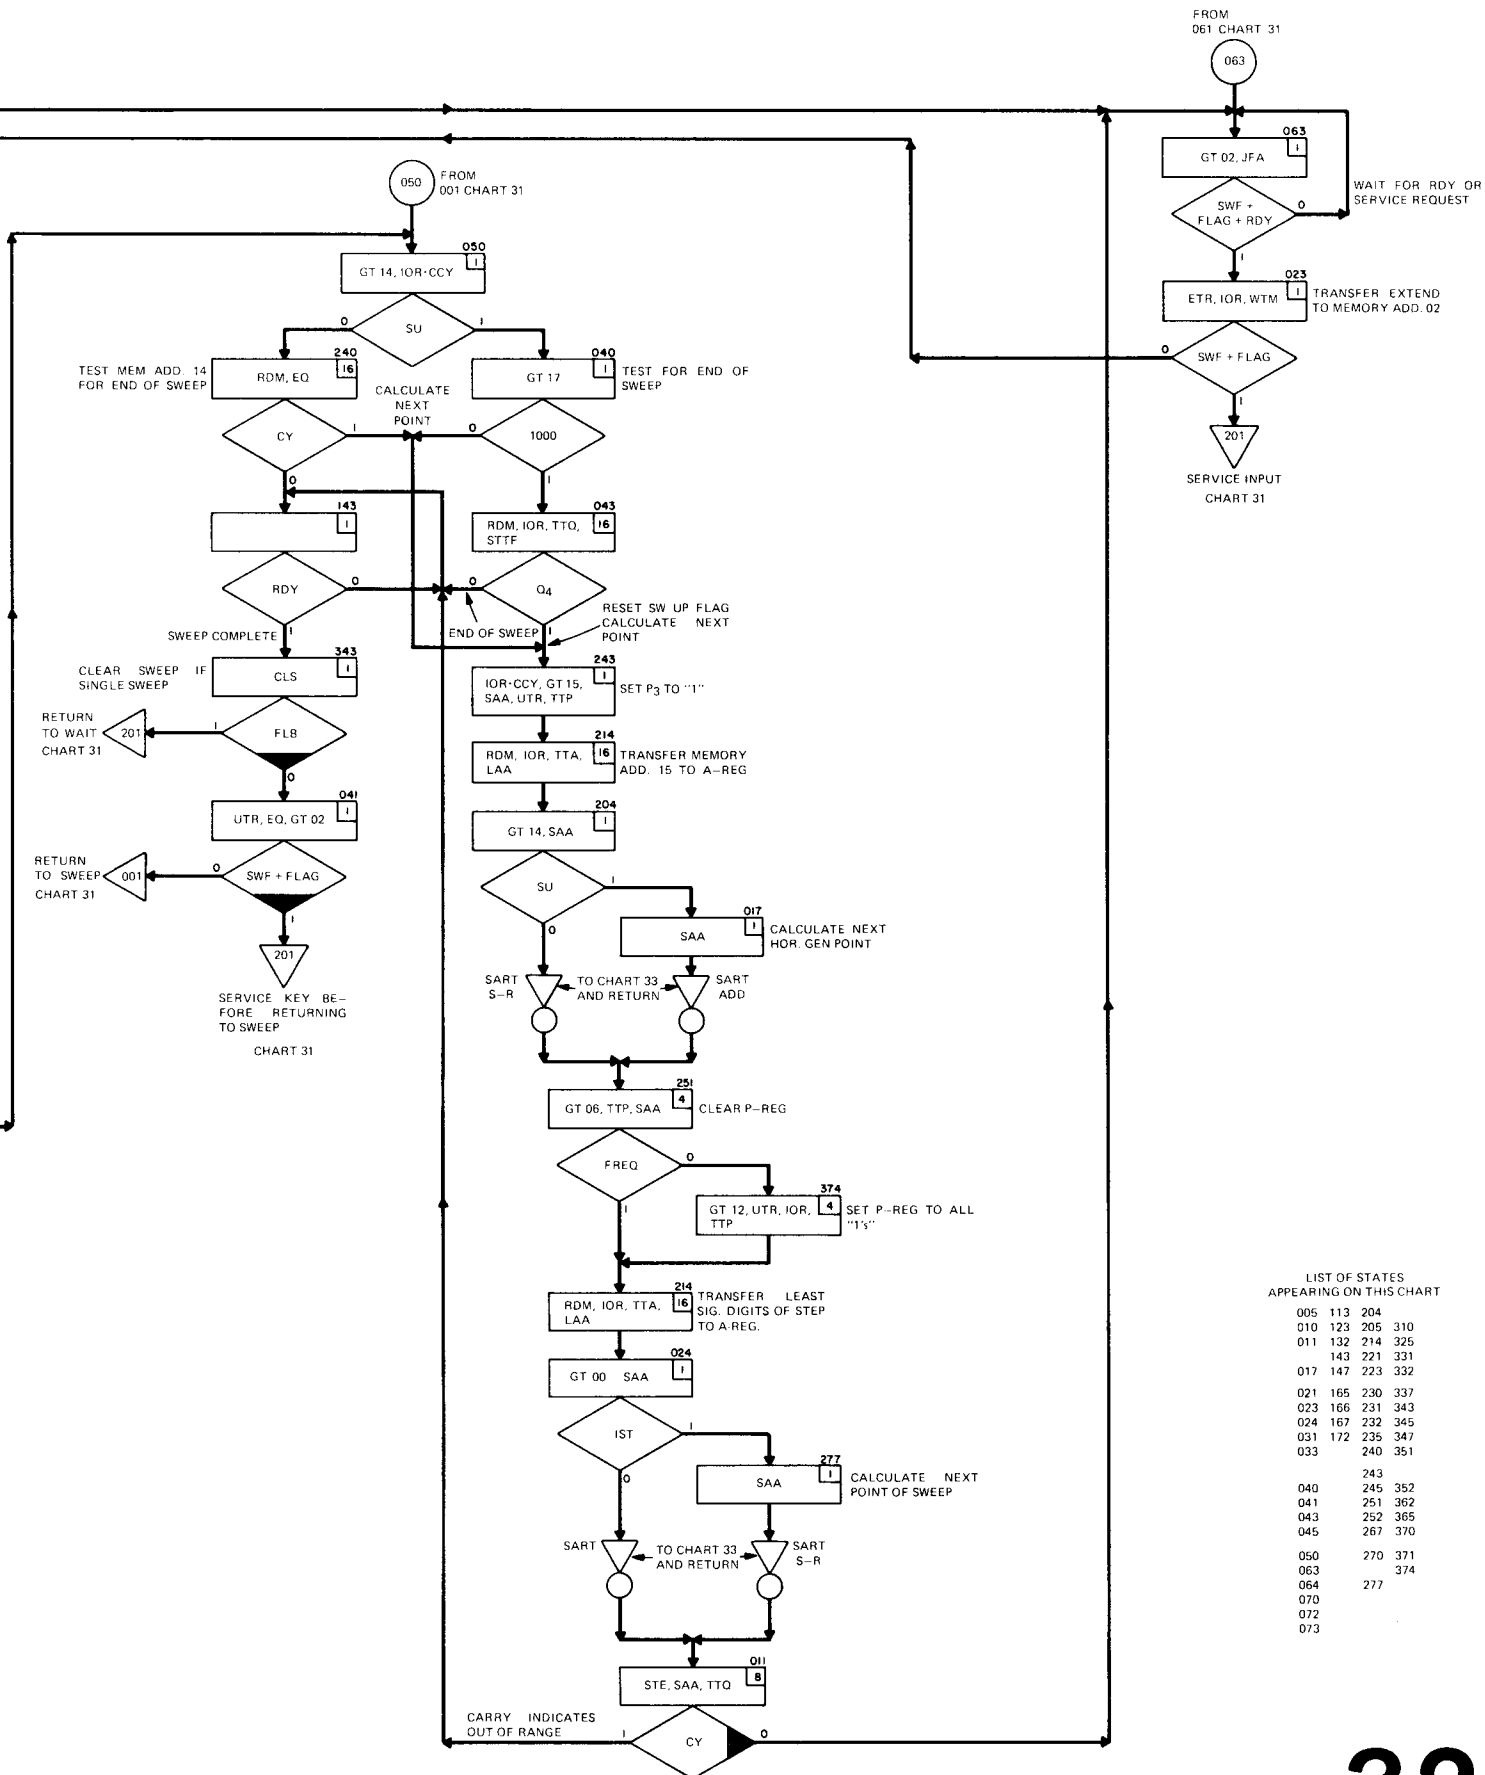 FROM
061 CHART 31
063
063
1
GT 02, JFA
WAIT FOR RDY OR
SERVICE REQUEST
SWF +
FLAG + RDY
0
1
023
1
ETR, IOR, WTM
TRANSFER EXTEND
TO MEMORY ADD. 02
0
SWF + FLAG
1
201
SERVICE INPUT
CHART 31
050
FROM
001 CHART 31
050
1
GT 14, IOR·CCY
0
SU
1
240
16
RDM, EQ
TEST MEM ADD. 14
FOR END OF SWEEP
040
1
GT 17
TEST FOR END OF
SWEEP
CALCULATE
NEXT
POINT
CY
1
0
0
1000
1
143
1
043
16
RDM, IOR, TTQ,
STTF
RDY
0
1
0
Q4
1
SWEEP COMPLETE
END OF SWEEP
RESET SW UP FLAG
CALCULATE NEXT
POINT
343
1
CLS
CLEAR SWEEP IF
SINGLE SWEEP
243
1
IOR·CCY, GT 15,
SAA, UTR, TTP
SET P3 TO "1"
RETURN
TO WAIT
CHART 31
201
1
FL8
0
214
16
RDM, IOR, TTA,
LAA
TRANSFER MEMORY
ADD. 15 TO A-REG
041
1
UTR, EQ, GT 02
204
1
GT 14, SAA
RETURN
TO SWEEP
CHART 31
001
0
SWF + FLAG
1
SU
1
0
017
1
SAA
CALCULATE NEXT
HOR. GEN POINT
201
SERVICE KEY BE-
FORE RETURNING
TO SWEEP
CHART 31
SART
S-R
TO CHART 33
AND RETURN
SART
ADD
251
4
GT 06, TTP, SAA
CLEAR P-REG
FREQ
0
1
374
4
GT 12, UTR, IOR,
TTP
SET P-REG TO ALL
"1's"
214
16
RDM, IOR, TTA,
LAA
TRANSFER LEAST
SIG. DIGITS OF STEP
TO A-REG.
024
1
GT 00 SAA
IST
1
0
277
1
SAA
CALCULATE NEXT
POINT OF SWEEP
SART
TO CHART 33
AND RETURN
SART
S-R
011
8
STE, SAA, TTQ
CARRY INDICATES
OUT OF RANGE
1
CY
0
LIST OF STATES
APPEARING ON THIS CHART
005 113 204
010 123 205 310
011 132 214 325
143 221 331
017 147 223 332
021 165 230 337
023 166 231 343
024 167 232 345
031 172 235 347
033 240 351
243
040 245 352
041 251 362
043 252 365
045 267 370
050 270 371
063 374
064 277
070
072
073